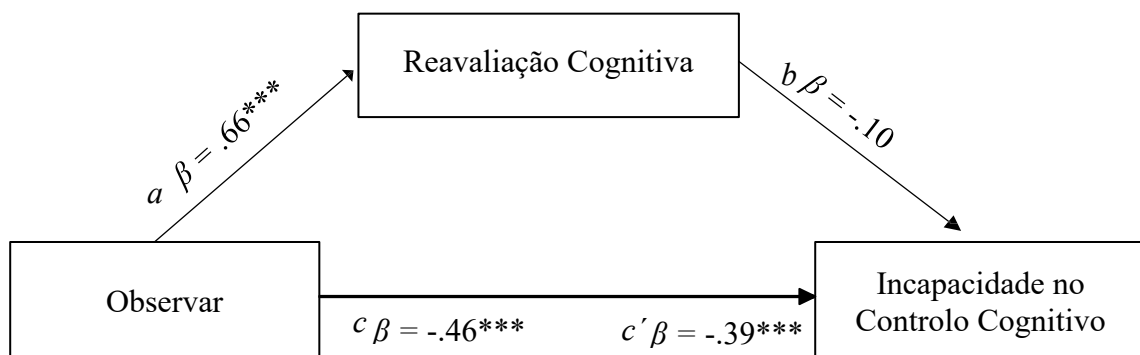 Reavaliação Cognitiva
a β = .66***
b β = -.10
Observar
Incapacidade no
Controlo Cognitivo
c β = -.46***
c´ β = -.39***